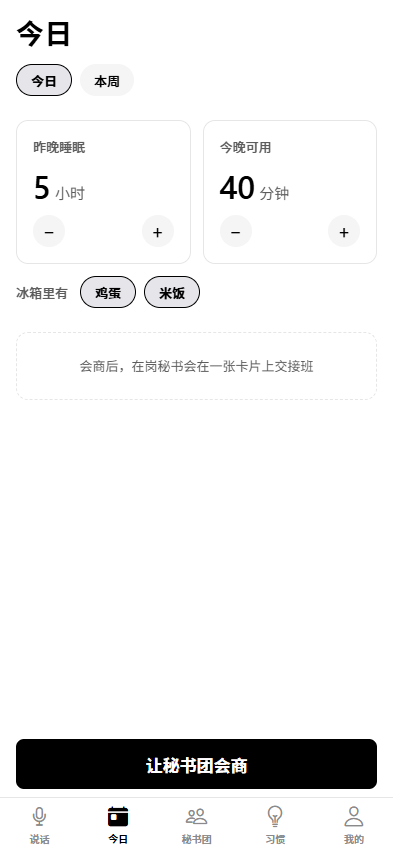 今日
今日 本周
昨晚睡眠 今晚可用
5 小时 40 分钟
− + − +
冰箱里有 鸡蛋 米饭
会商后，在岗秘书会在一张卡片上交接班
让秘书团会商
说话 今日 秘书团 习惯 我的